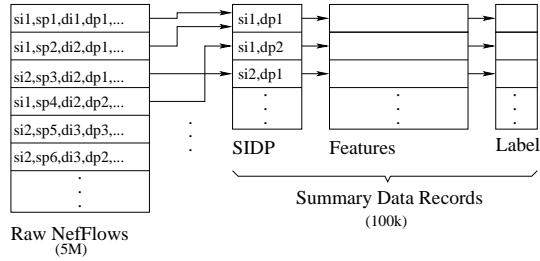 si1,sp1,di1,dp1,...
si1,sp2,di2,dp1,...
si2,sp3,di2,dp1,...
si1,sp4,di2,dp2,...
si2,sp5,di3,dp3,...
si2,sp6,di3,dp2,...
Raw NefFlows
(5M)
si1,dp1
si1,dp2
si2,dp1
SIDP
Features
Label
Summary Data Records
(100k)